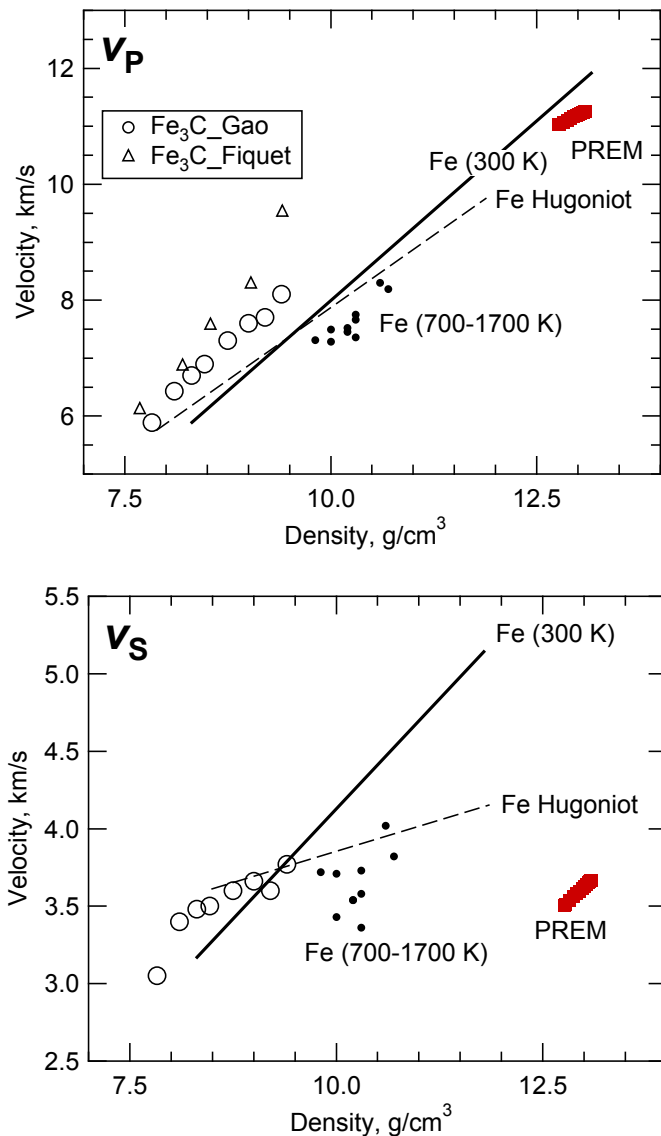 v_P
12
10
8
6
Velocity, km/s
Fe₃C_Gao
Fe₃C_Fiquet
Fe (300 K)
PREM
Fe Hugoniot
Fe (700-1700 K)
7.5
10.0
12.5
Density, g/cm³
v_S
5.5
5.0
4.5
4.0
3.5
3.0
2.5
Velocity, km/s
Fe (300 K)
Fe Hugoniot
PREM
Fe (700-1700 K)
7.5
10.0
12.5
Density, g/cm³